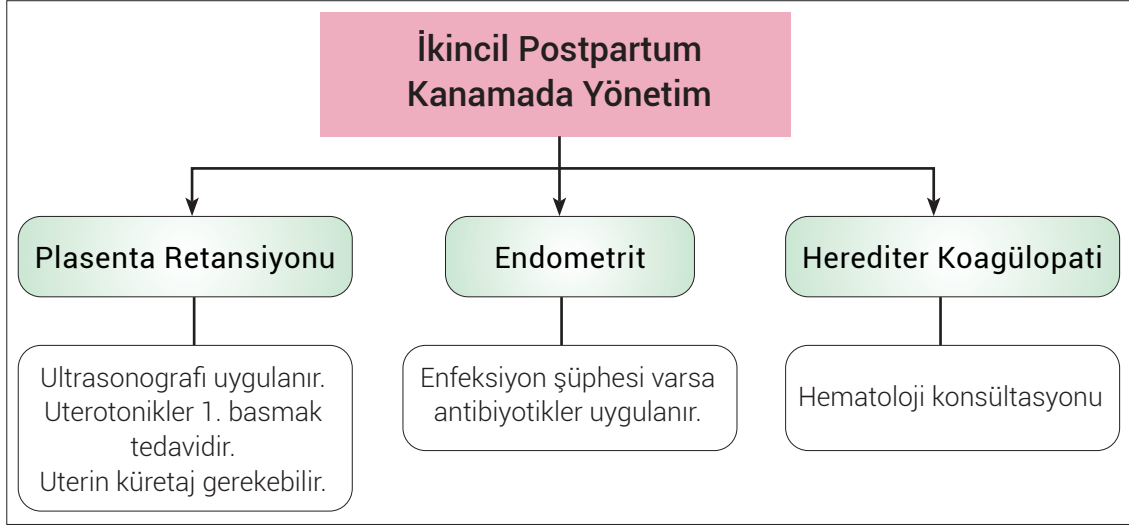 İkincil Postpartum
Kanamada Yönetim
Plasenta Retansiyonu
Endometrit
Herediter Koagülopati
Ultrasonografi uygulanır.
Uterotonikler 1. basmak
tedavidir.
Uterin küretaj gerekebilir.
Enfeksiyon şüphesi varsa
antibiyotikler uygulanır.
Hematoloji konsültasyonu